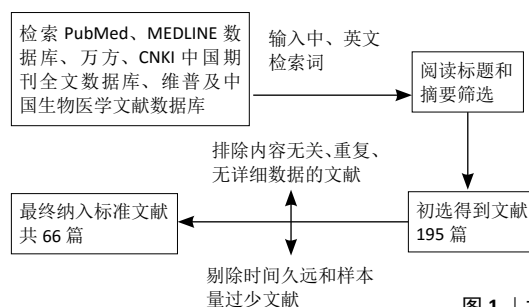 检索 PubMed、MEDLINE 数
据库、万方、CNKI 中国期
刊全文数据库、维普及中
国生物医学文献数据库
输入中、英文
检索词
阅读标题和
摘要筛选
排除内容无关、重复、
无详细数据的文献
最终纳入标准文献
共 66 篇
初选得到文献
195 篇
剔除时间久远和样本
量过少文献
图 1